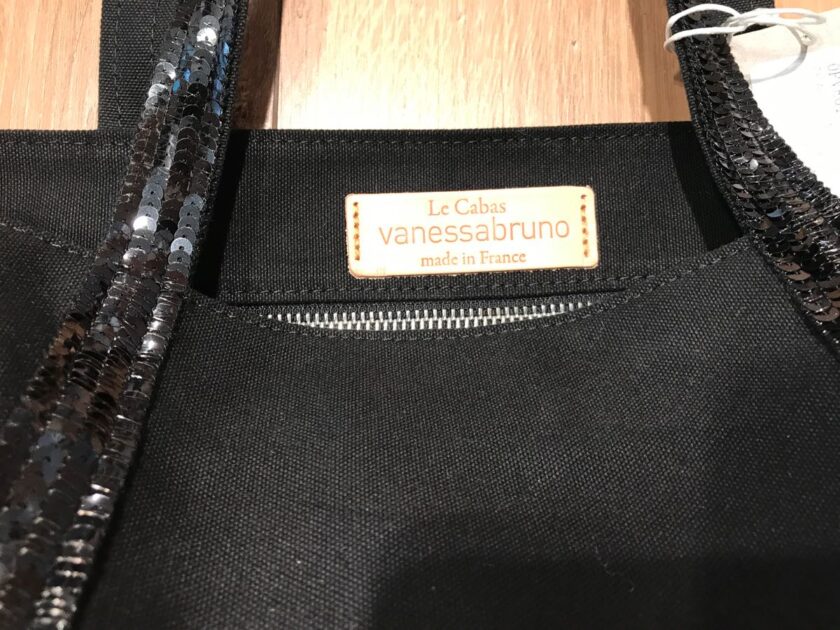 Le Cabas
vanessabruno
made in France